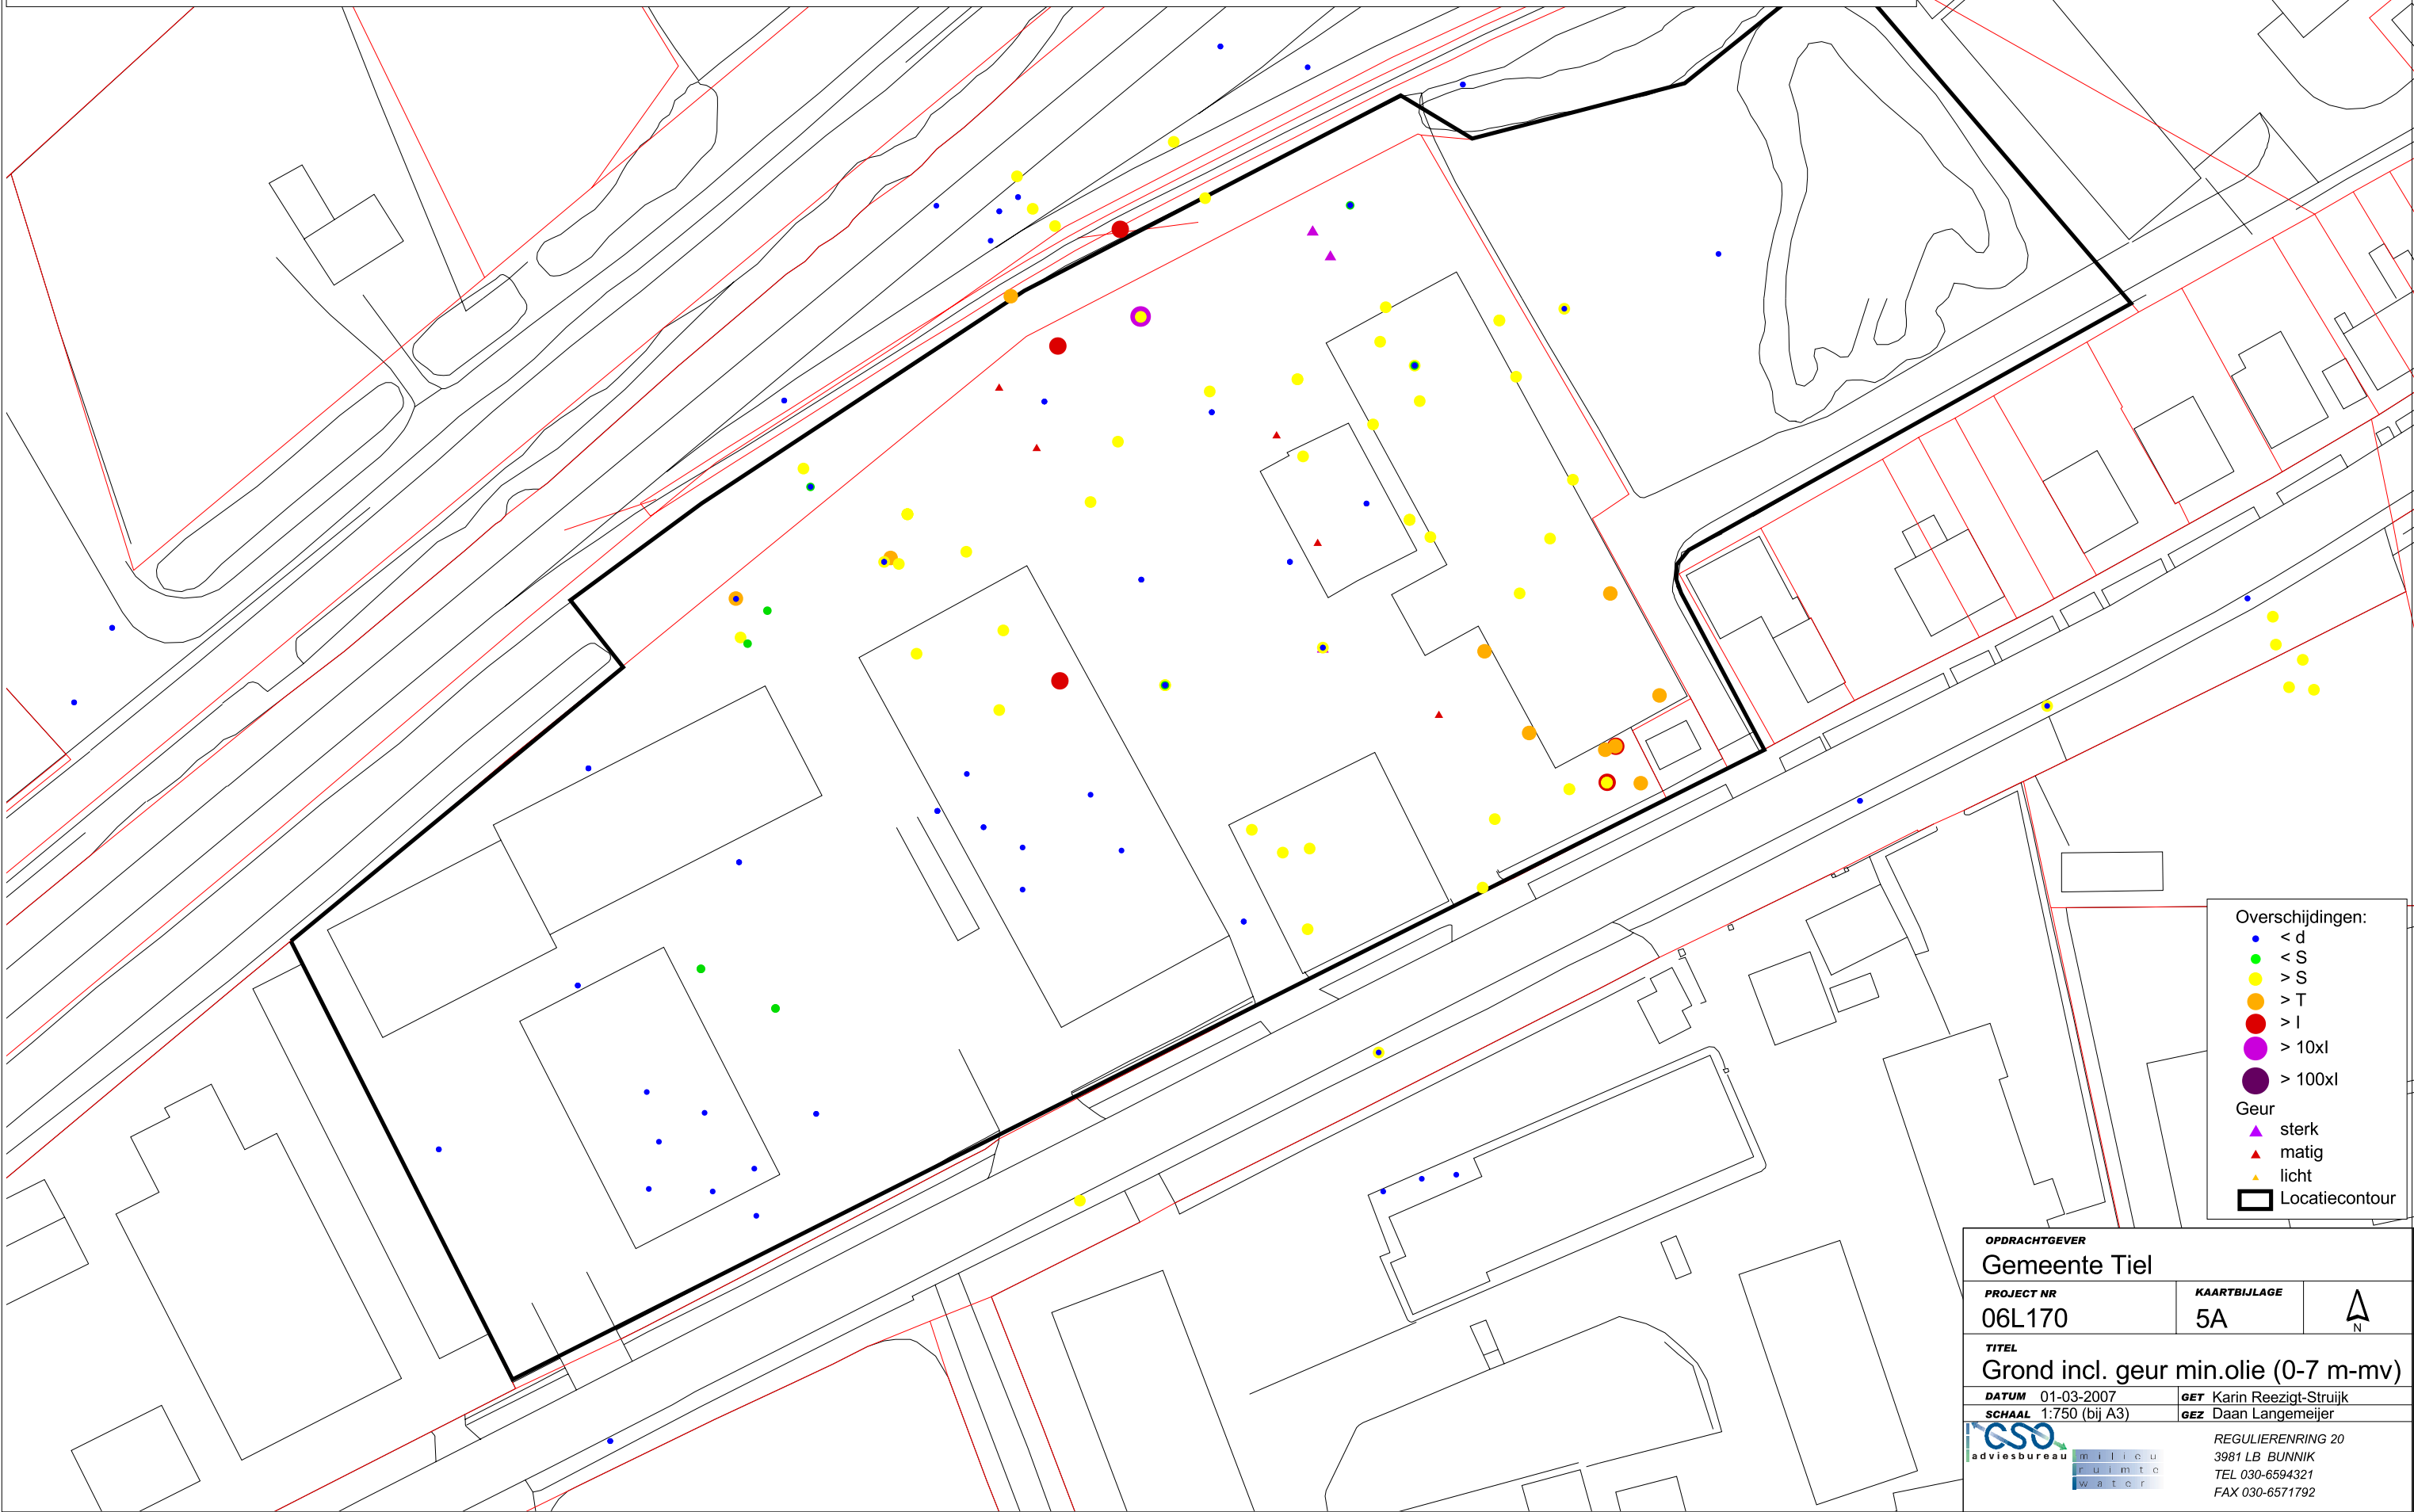 Overschijdingen:
< d
< S
> S
> T
> I
> 10xI
> 100xI
Geur
sterk
matig
licht
Locatiecontour
OPDRACHTGEVER
Gemeente Tiel
PROJECT NR
06L170
KAARTBIJLAGE
5A
N
TITEL
Grond incl. geur min.olie (0-7 m-mv)
DATUM 01-03-2007
GET Karin Reezigt-Struijk
SCHAAL 1:750 (bij A3)
GEZ Daan Langemeijer
CSO
adviesbureau
milieu
ruimte
water
REGULIERENRING 20
3981 LB BUNNIK
TEL 030-6594321
FAX 030-6571792